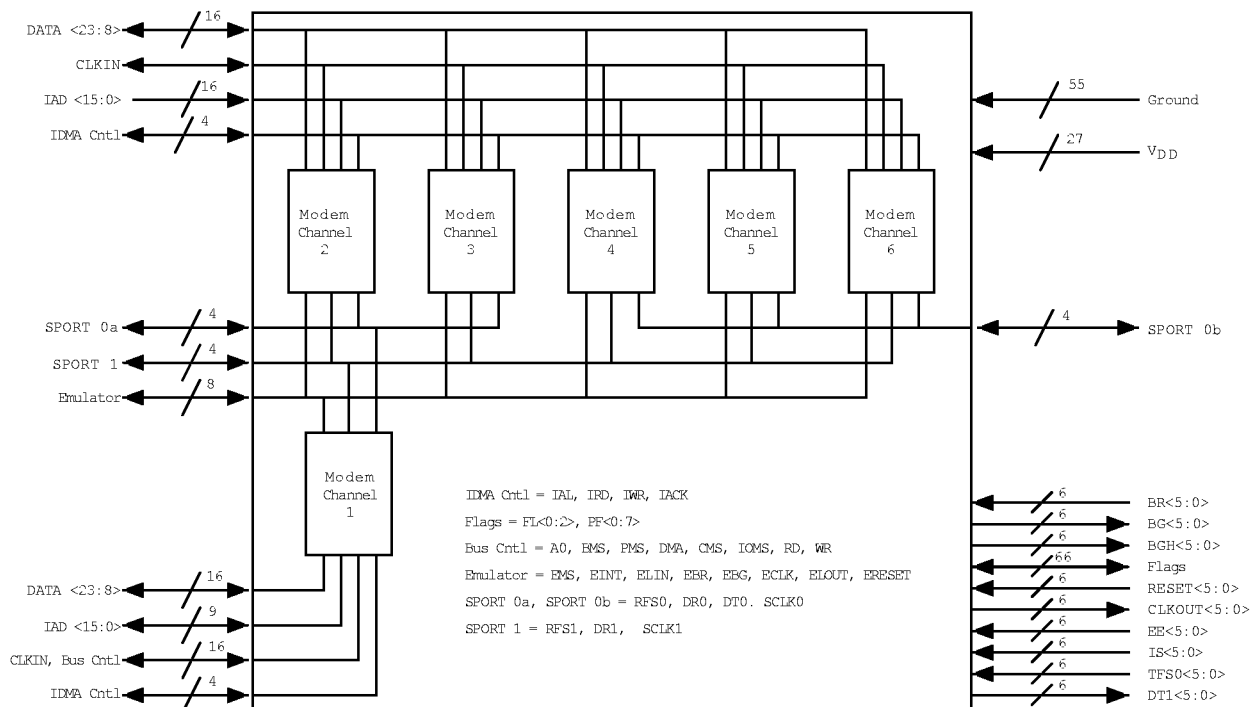 DATA <23:8>
16
CLKIN
IAD <15:0>
16
IDMA Cntl
4
55
Ground
27
VDD
Modem
Channel
2
Modem
Channel
3
Modem
Channel
4
Modem
Channel
5
Modem
Channel
6
SPORT 0a
4
SPORT 1
4
Emulator
8
4
SPORT 0b
Modem
Channel
1
IDMA Cntl = IAL, IRD, IWR, IACK
Flags = FL<0:2>, PF<0:7>
Bus Cntl = A0, BMS, PMS, DMA, CMS, IOMS, RD, WR
Emulator = EMS, EINT, ELIN, EBR, EBG, ECLK, ELOUT, ERESET
SPORT 0a, SPORT 0b = RFS0, DR0, DT0. SCLK0
SPORT 1 = RFS1, DR1, SCLK1
DATA <23:8>
16
IAD <15:0>
9
CLKIN, Bus Cntl
16
IDMA Cntl
4
6
BR<5:0>
6
BG<5:0>
6
BGH<5:0>
66
Flags
6
RESET<5:0>
6
CLKOUT<5:0>
6
EE<5:0>
6
IS<5:0>
6
TFS0<5:0>
6
DT1<5:0>